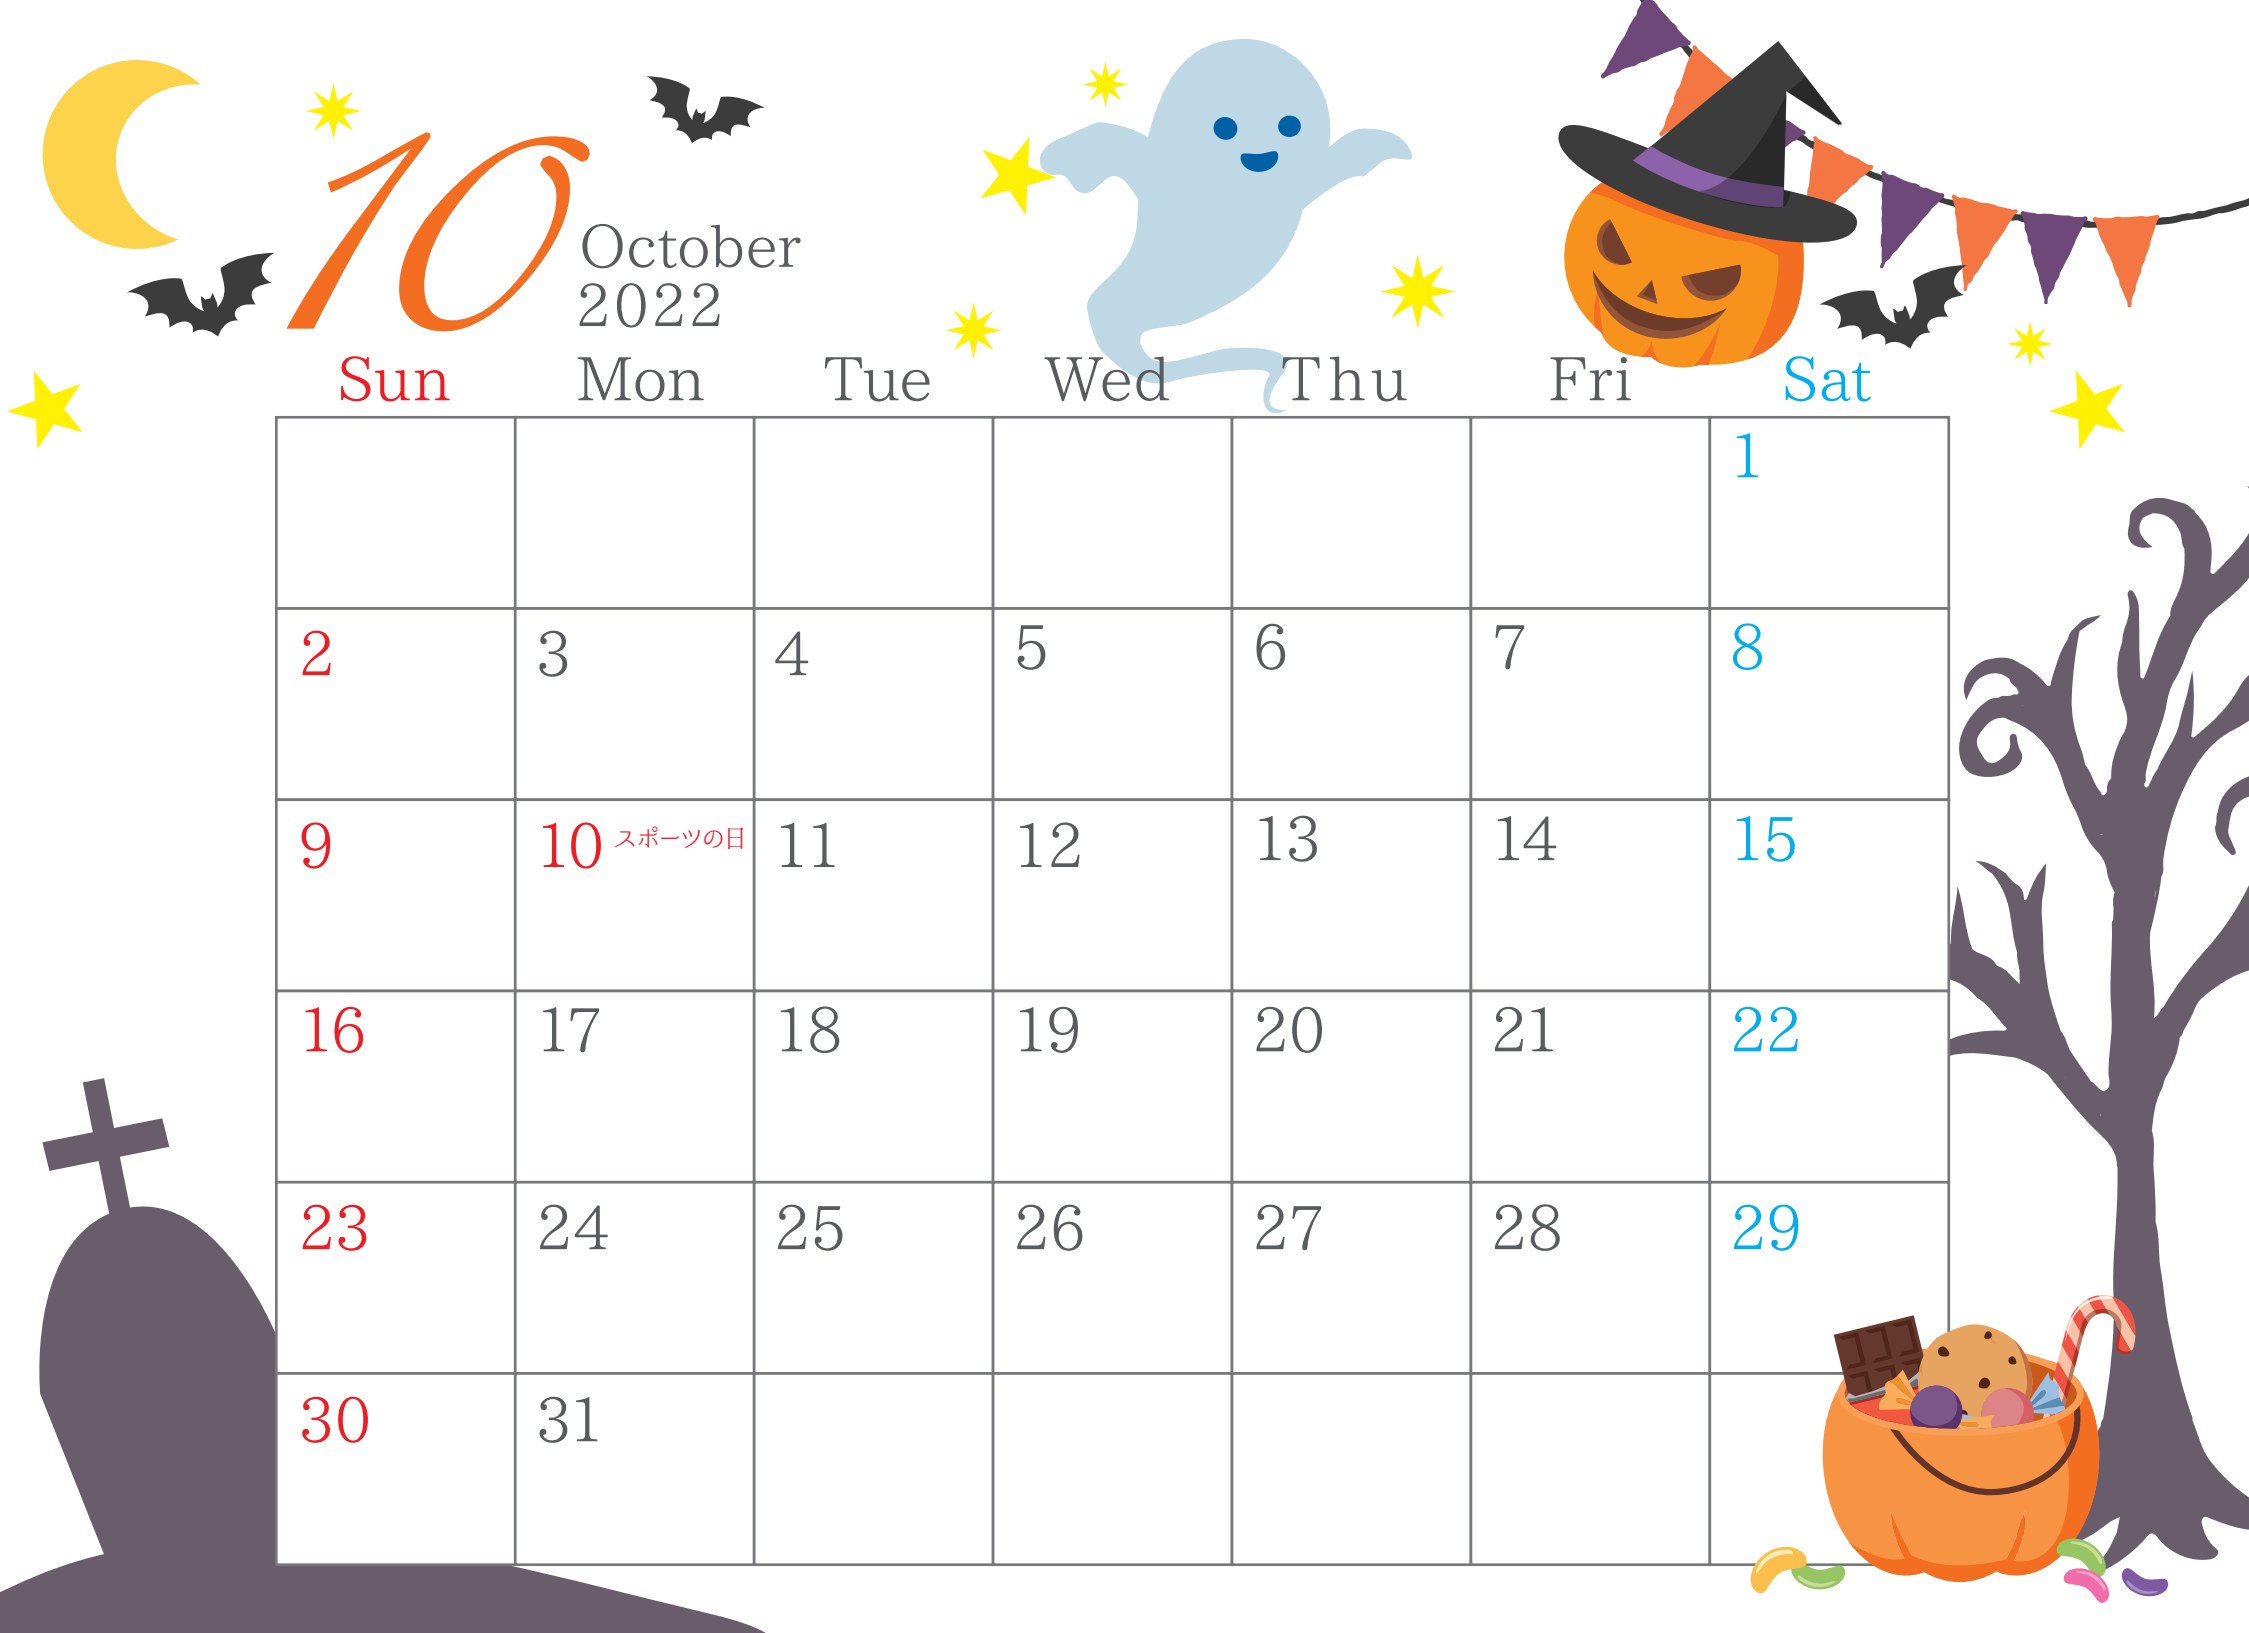 10
October
2022
Sun Mon Tue Wed Thu Fri Sat
1
2 3 4 5 6 7 8
9 10 スポーツの日 11 12 13 14 15
16 17 18 19 20 21 22
23 24 25 26 27 28 29
30 31